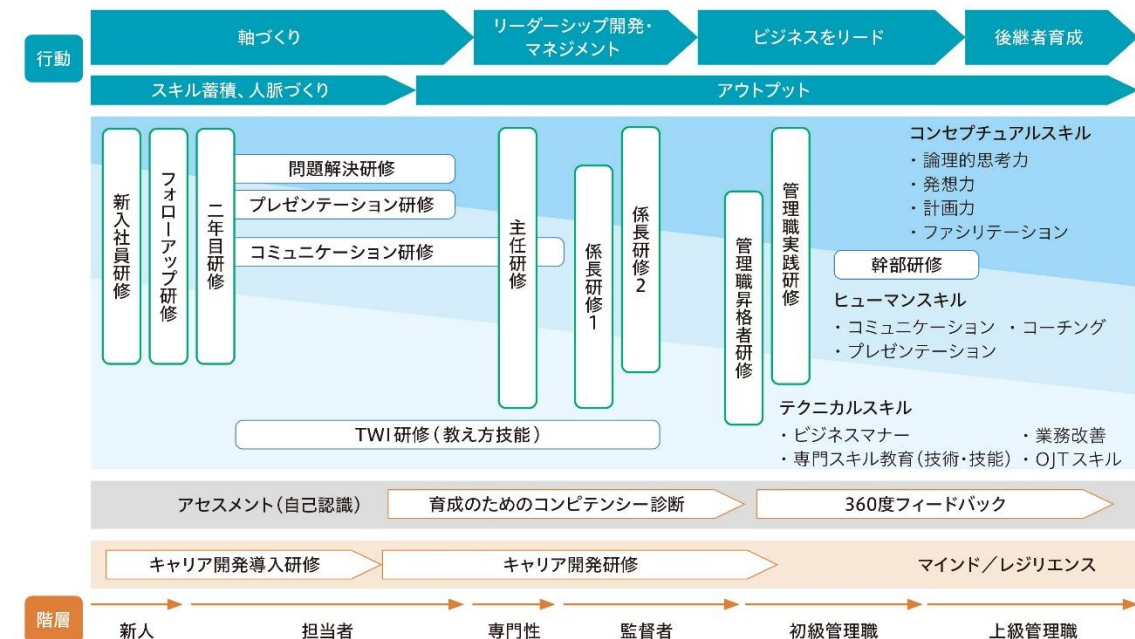 行動
軸づくり
リーダーシップ開発・
マネジメント
ビジネスをリード
後継者育成
スキル蓄積、人脈づくり
アウトプット
新入社員研修
フォローアップ研修
二年目研修
問題解決研修
プレゼンテーション研修
コミュニケーション研修
主任研修
係長研修1
係長研修2
管理職昇格者研修
管理職実践研修
コンセプチュアルスキル
・論理的思考力
・発想力
・計画力
・ファシリテーション
幹部研修
ヒューマンスキル
・コミュニケーション ・コーチング
・プレゼンテーション
TWI研修(教え方技能)
テクニカルスキル
・ビジネスマナー ・業務改善
・専門スキル教育(技術・技能) ・OJTスキル
アセスメント(自己認識)
育成のためのコンピテンシー診断
360度フィードバック
キャリア開発導入研修
キャリア開発研修
マインド/レジリエンス
階層
新人
担当者
専門性
監督者
初級管理職
上級管理職